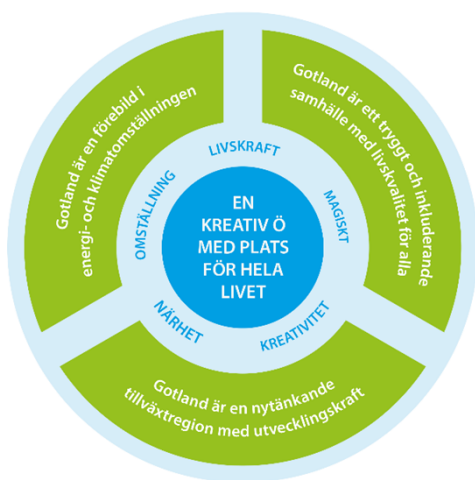 Gotland är en förebild i
energi- och klimatomställningen
Gotland är ett tryggt och inkluderande
samhälle med livskvalitet för alla
LIVSKRAFT
MAGISKT
OMSTÄLLNING
EN
KREATIV Ö
MED PLATS
FÖR HELA
LIVET
NÄRHET
KREATIVITET
Gotland är en nytänkande
tillväxtregion med utvecklingskraft